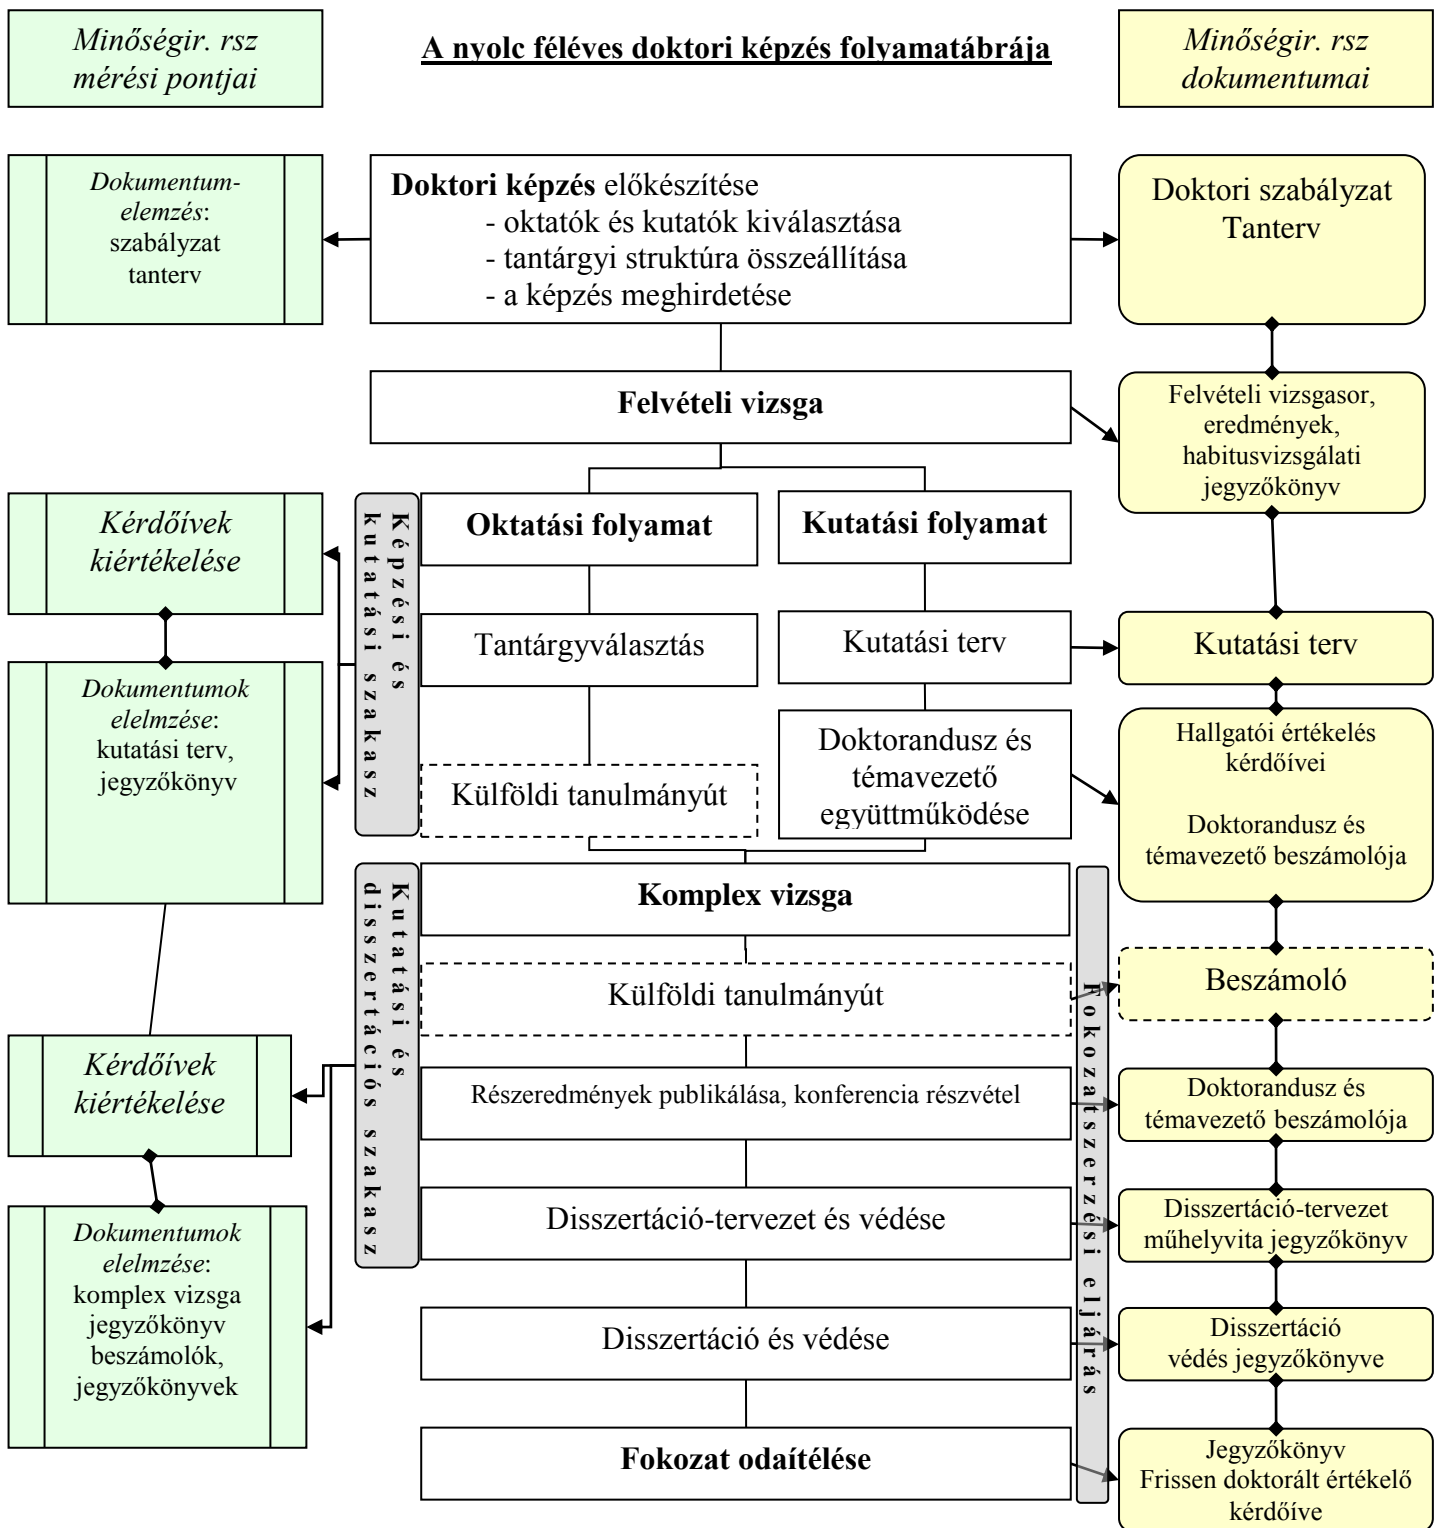 Minőségir. rsz
mérési pontjai
A nyolc féléves doktori képzés folyamatábrája
Minőségir. rsz
dokumentumai
Dokumentum-
elemzés:
szabályzat
tanterv
Doktori képzés előkészítése
- oktatók és kutatók kiválasztása
- tantárgyi struktúra összeállítása
- a képzés meghirdetése
Doktori szabályzat
Tanterv
Felvételi vizsga
Felvételi vizsgasor,
eredmények,
habitusvizsgálati
jegyzőkönyv
Kérdőívek
kiértékelése
Képzési és
kutatási szakasz
Oktatási folyamat
Kutatási folyamat
Tantárgyválasztás
Kutatási terv
Kutatási terv
Dokumentumok
elelmzése:
kutatási terv,
jegyzőkönyv
Külföldi tanulmányút
Doktorandusz és
témavezető
együttműködése
Hallgatói értékelés
kérdőívei
Doktorandusz és
témavezető beszámolója
Kutatási és
disszertációs szakasz
Komplex vizsga
Fokozatszerzési eljárás
Külföldi tanulmányút
Beszámoló
Kérdőívek
kiértékelése
Részeredmények publikálása, konferencia részvétel
Doktorandusz és
témavezető beszámolója
Disszertáció-tervezet és védése
Disszertáció-tervezet
műhelyvita jegyzőkönyv
Dokumentumok
elelmzése:
komplex vizsga
jegyzőkönyv
beszámolók,
jegyzőkönyvek
Disszertáció és védése
Disszertáció
védés jegyzőkönyve
Fokozat odaítélése
Jegyzőkönyv
Frissen doktorált értékelő
kérdőíve